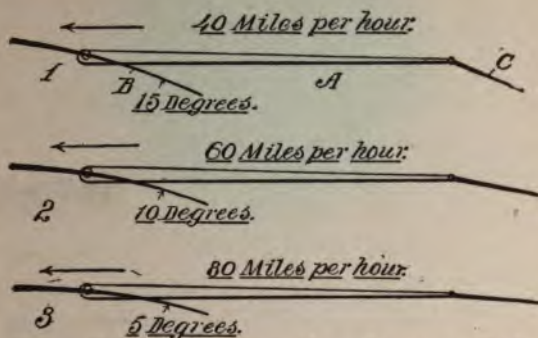 40 Miles per hour.
1 B A C
15 Degrees.
60 Miles per hour.
2 10 Degrees.
80 Miles per hour.
3 5 Degrees.